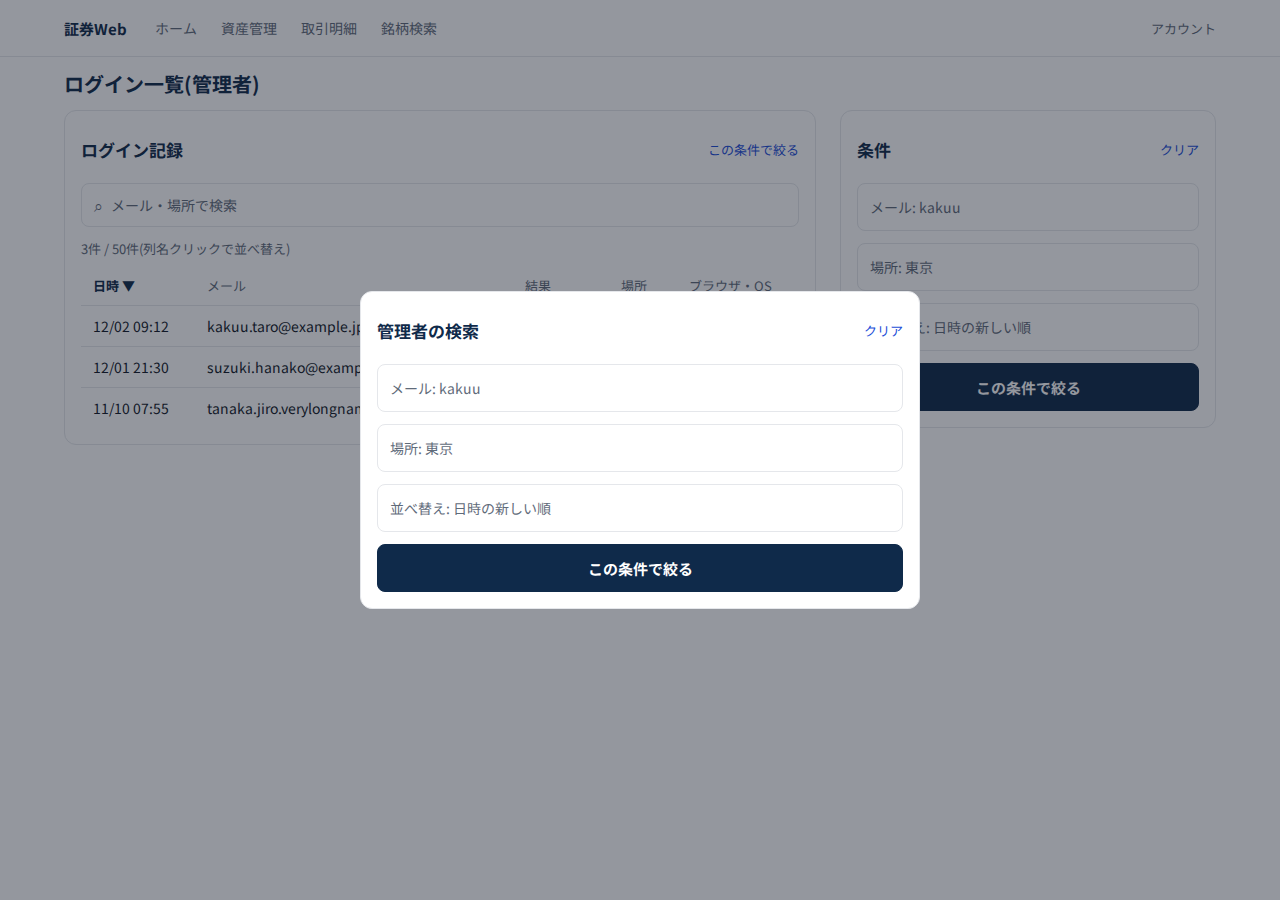 証券Web ホーム 資産管理 取引明細 銘柄検索 アカウント
ログイン一覧(管理者)
ログイン記録 この条件で絞る
メール・場所で検索
3件 / 50件(列名クリックで並べ替え)
日時▼ メール 結果 場所 ブラウザ・OS
12/02 09:12 kakuu.taro@example.jp
12/01 21:30 suzuki.hanako@examp
11/10 07:55 tanaka.jiro.verylongnan
条件 クリア
メール: kakuu
場所: 東京
え: 日時の新しい順
この条件で絞る
管理者の検索 クリア
メール: kakuu
場所: 東京
並べ替え: 日時の新しい順
この条件で絞る